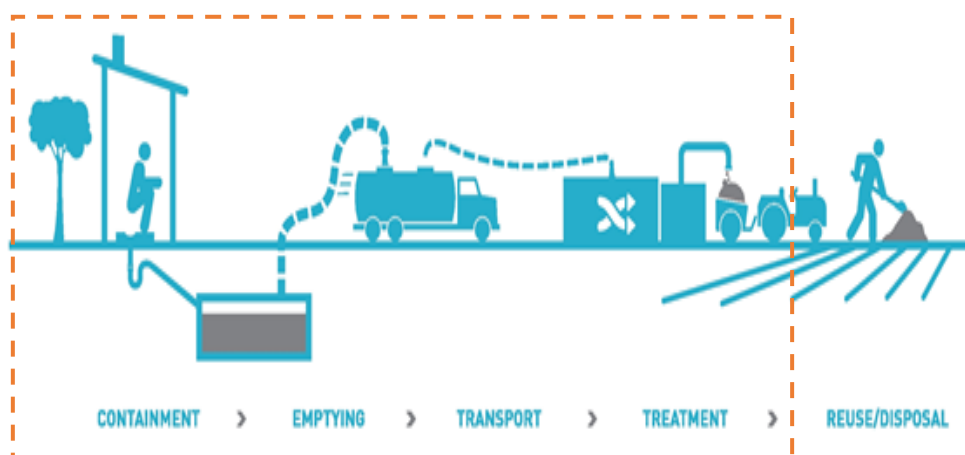 CONTAINMENT > EMPTYING > TRANSPORT > TREATMENT > REUSE/DISPOSAL